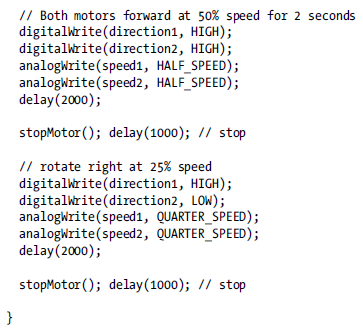 // Both motors forward at 50% speed for 2 seconds
digitalWrite(direction1, HIGH);
digitalWrite(direction2, HIGH);
analogWrite(speed1, HALF_SPEED);
analogWrite(speed2, HALF_SPEED);
delay(2000);
stopMotor(); delay(1000); // stop
// rotate right at 25% speed
digitalWrite(direction1, HIGH);
digitalWrite(direction2, LOW);
analogWrite(speed1, QUARTER_SPEED);
analogWrite(speed2, QUARTER_SPEED);
delay(2000);
stopMotor(); delay(1000); // stop
}